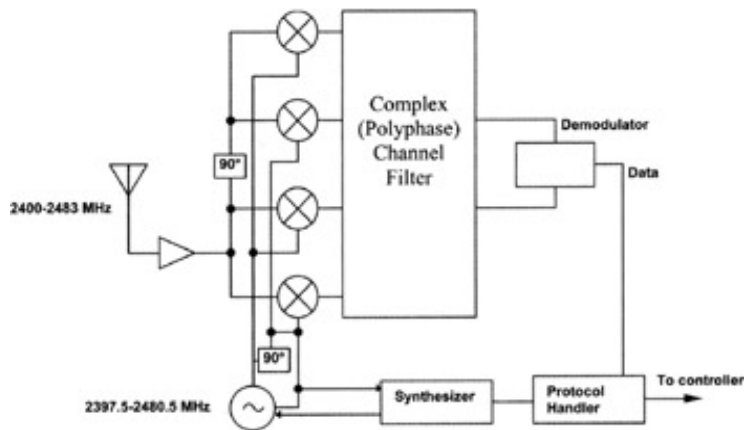 Complex
(Polyphase)
Channel
Filter
Demodulator
90°
Data
2400-2483 MHz
90°
2397.5-2480.5 MHz
Synthesizer
Protocol
Handler
To controller